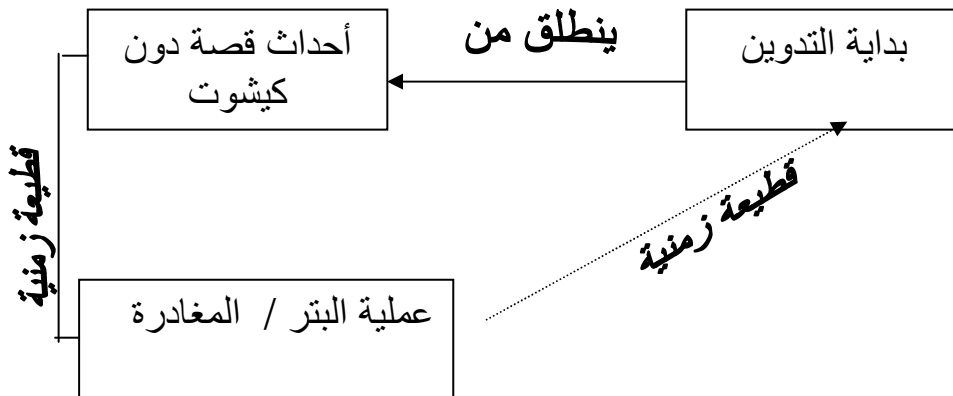 بداية التدوين
ينطلق من
أحداث قصة دون
كيشوت
قطيعة زمنية
قطيعة زمنية
عملية البتر / المغادرة